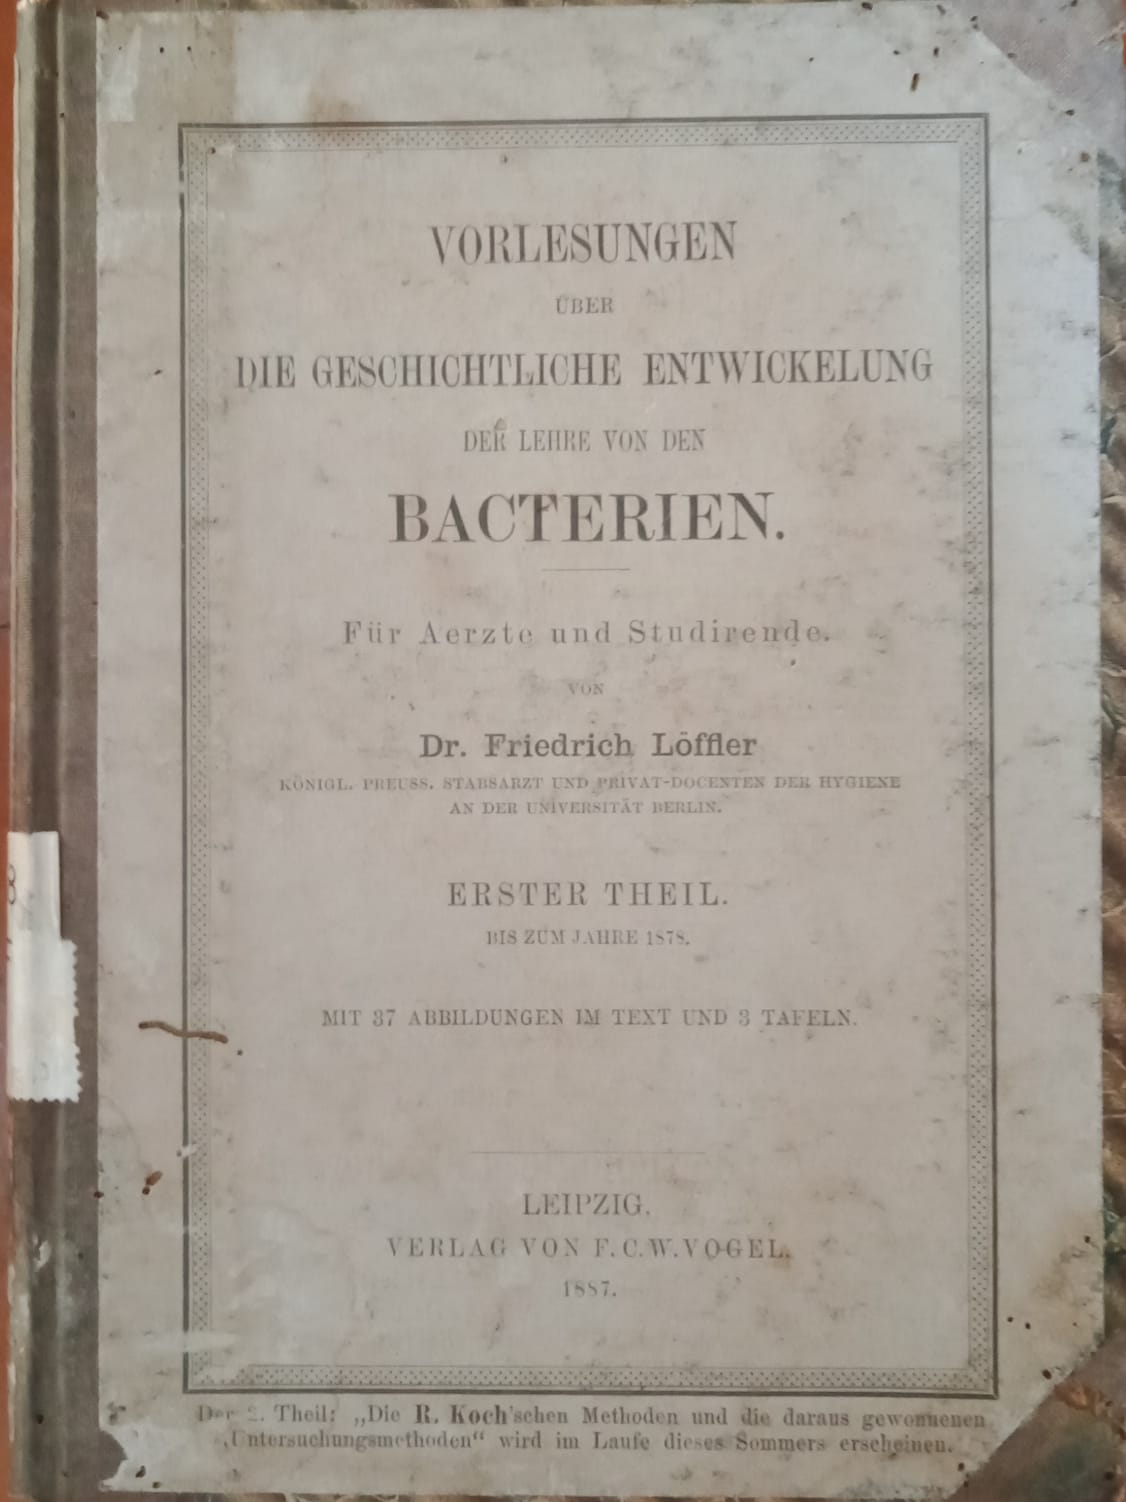 VORLESUNGEN
ÜBER
DIE GESCHICHTLICHE ENTWICKELUNG
DER LEHRE VON DEN
BACTERIEN.
Für Aerzte und Studirende.
VON
Dr. Friedrich Löffler
KÖNIGL. PREUSS. STABSARZT UND PRIVAT-DOCENTEN DER HYGIENE
AN DER UNIVERSITÄT BERLIN.
ERSTER THEIL.
BIS ZUM JAHRE 1878.
MIT 37 ABBILDUNGEN IM TEXT UND 3 TAFELN.
LEIPZIG.
VERLAG VON F. C. W. VOGEL.
1887.
Der 2. Theil: „Die R. Koch'schen Methoden und die daraus gewonnenen
Untersuchungsmethoden“ wird im Laufe dieses Sommers erscheinen.
8